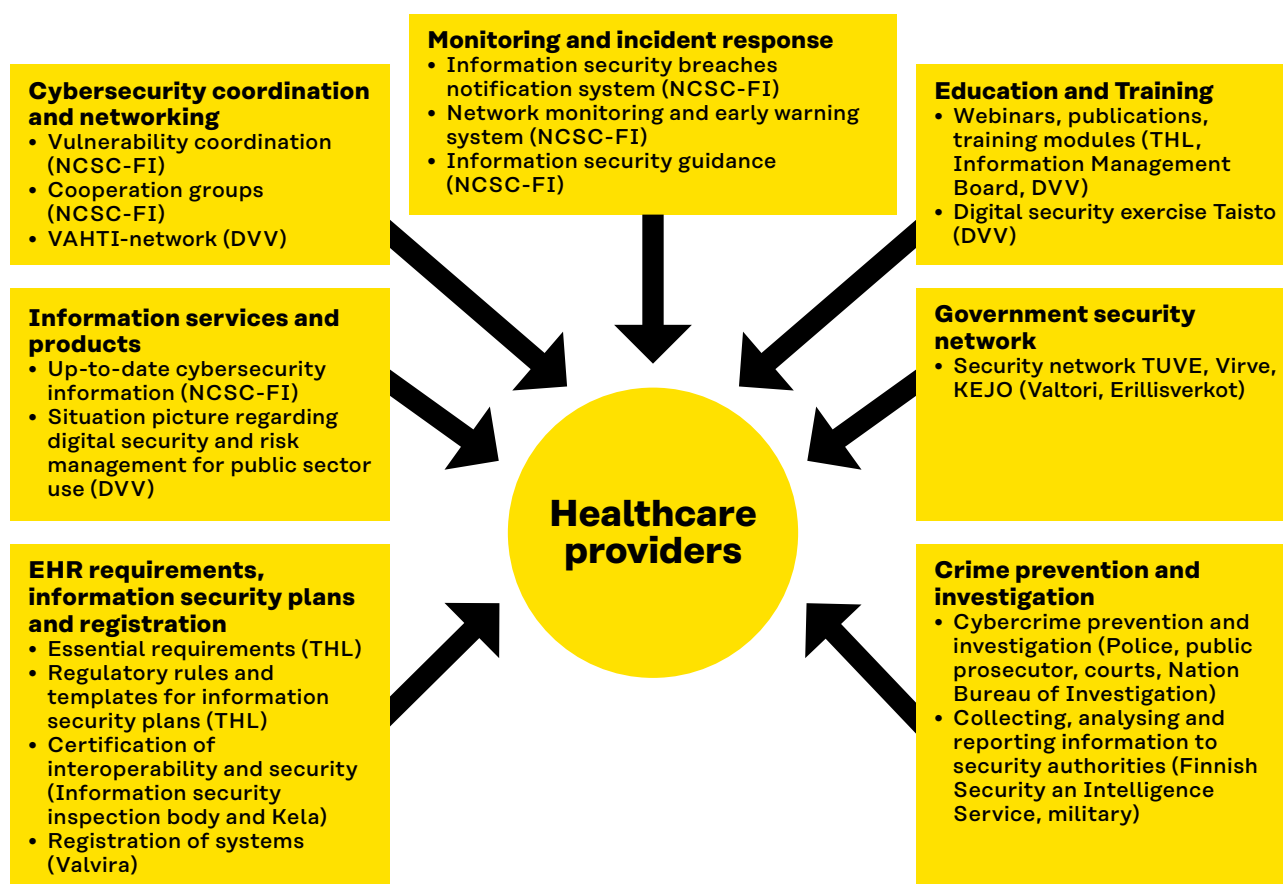 Monitoring and incident response
• Information security breaches
notification system (NCSC-FI)
• Network monitoring and early warning
system (NCSC-FI)
• Information security guidance
(NCSC-FI)
Cybersecurity coordination
and networking
• Vulnerability coordination
(NCSC-FI)
• Cooperation groups
(NCSC-FI)
• VAHTI-network (DVV)
Education and Training
• Webinars, publications,
training modules (THL,
Information Management
Board, DVV)
• Digital security exercise Taisto
(DVV)
Information services and
products
• Up-to-date cybersecurity
information (NCSC-FI)
• Situation picture regarding
digital security and risk
management for public sector
use (DVV)
Government security
network
• Security network TUVE, Virve,
KEJO (Valtori, Erillisverkot)
Healthcare
providers
EHR requirements,
information security plans
and registration
• Essential requirements (THL)
• Regulatory rules and
templates for information
security plans (THL)
• Certification of
interoperability and security
(Information security
inspection body and Kela)
• Registration of systems
(Valvira)
Crime prevention and
investigation
• Cybercrime prevention and
investigation (Police, public
prosecutor, courts, Nation
Bureau of Investigation)
• Collecting, analysing and
reporting information to
security authorities (Finnish
Security an Intelligence
Service, military)